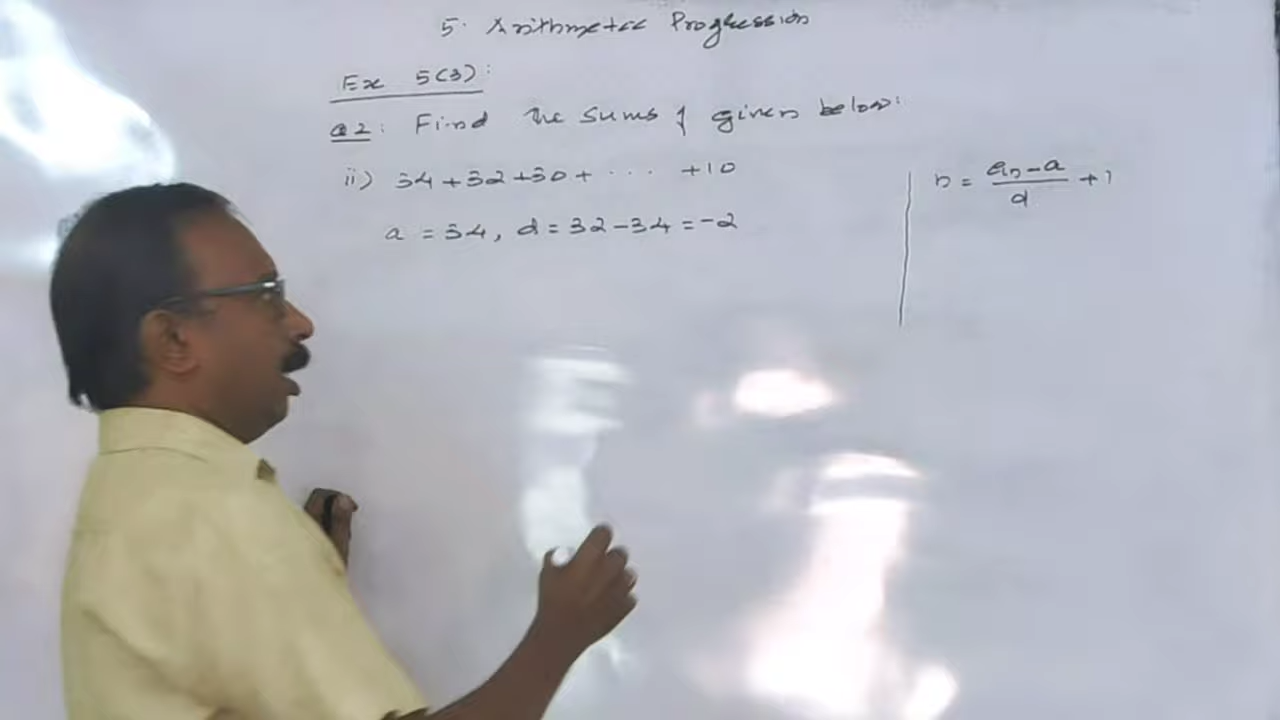 5. Arithmetic Progression
Ex 5(3):
Q2: Find the sums of given below:
ii) 34+32+30+ ... +10
a = 34, d = 32-34 = -2
n = (an-a)/d +1